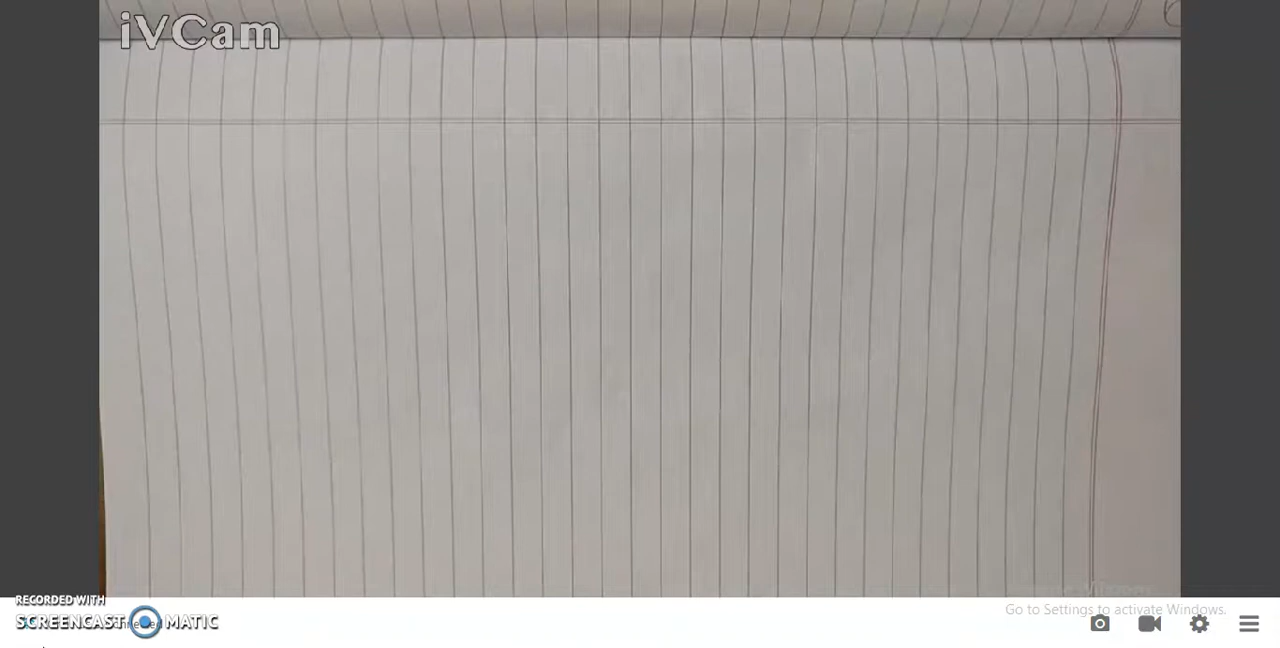 iVCam
RECORDED WITH
SCREENCAST-O-MATIC
Go to Settings to activate Windows.